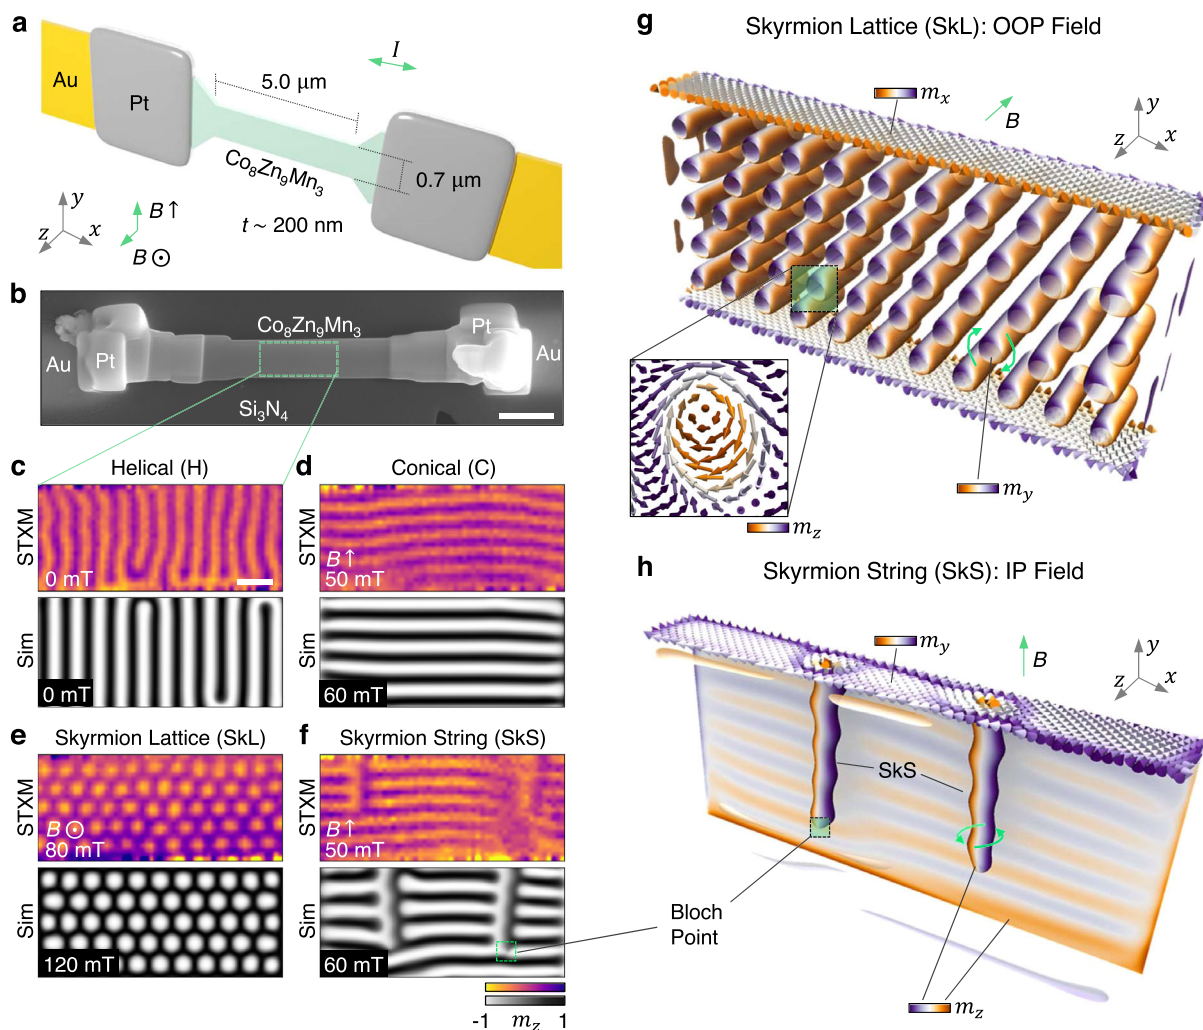 a
Au
Pt
5.0 μm
I
Co8Zn9Mn3
0.7 μm
t ~ 200 nm
y
z
x
B ↑
B ⊙
b
Co8Zn9Mn3
Pt
Au
Pt
Au
Si3N4
c
Helical (H)
STXM
0 mT
Sim
0 mT
d
Conical (C)
STXM
B ↑
50 mT
Sim
60 mT
e
Skyrmion Lattice (SkL)
STXM
B ⊙
80 mT
Sim
120 mT
f
Skyrmion String (SkS)
STXM
B ↑
50 mT
Sim
60 mT
-1
mz
1
g
Skyrmion Lattice (SkL): OOP Field
mx
B
y
z
x
my
mz
h
Skyrmion String (SkS): IP Field
my
B
y
z
x
SkS
Bloch
Point
mz